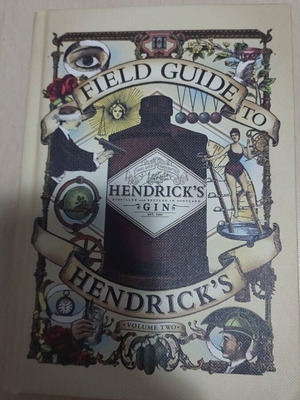 FIELD GUIDE TO
HENDRICK'S
DISTILLED AND BOTTLED IN SCOTLAND
GIN
HENDRICK'S
VOLUME TWO